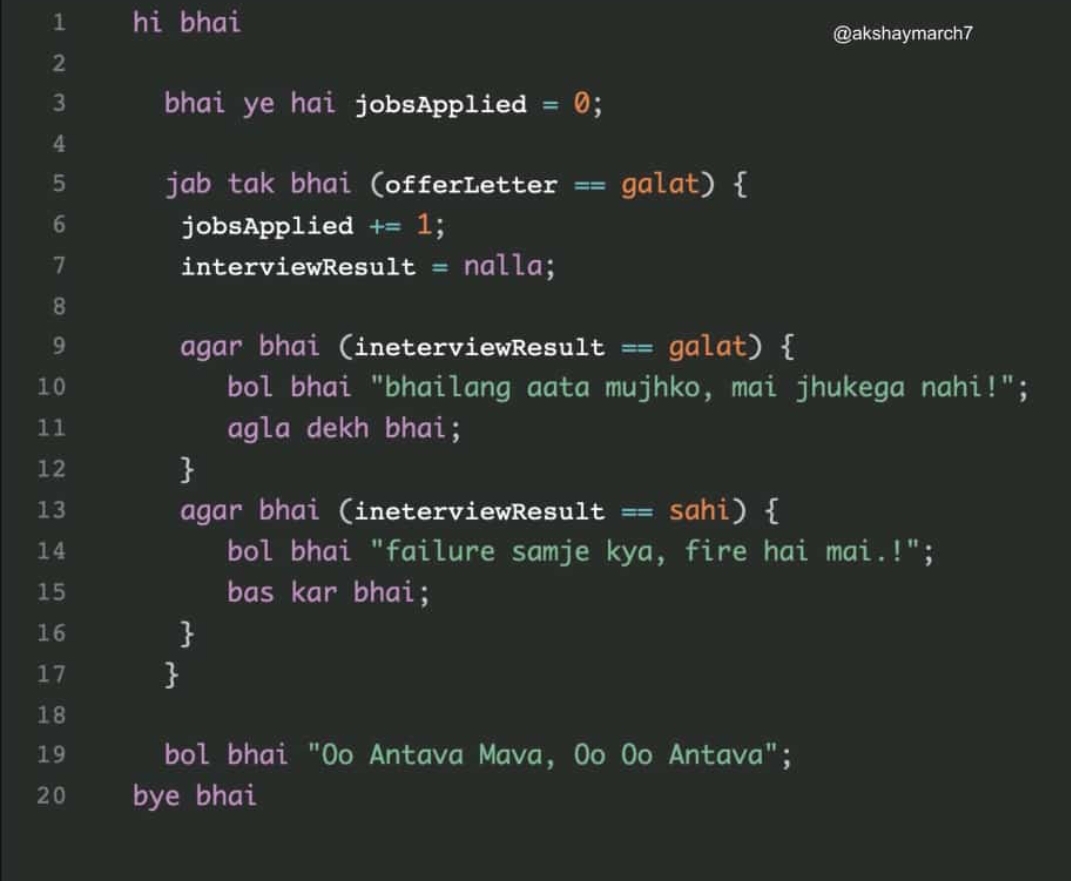 1 hi bhai
@akshaymarch7
2
3 bhai ye hai jobsApplied = 0;
4
5 jab tak bhai (offerLetter == galat) {
6 jobsApplied += 1;
7 interviewResult = nalla;
8
9 agar bhai (ineterviewResult == galat) {
10 bol bhai "bhailang aata mujhko, mai jhukega nahi!";
11 agla dekh bhai;
12 }
13 agar bhai (ineterviewResult == sahi) {
14 bol bhai "failure samje kya, fire hai mai.!";
15 bas kar bhai;
16 }
17 }
18
19 bol bhai "Oo Antava Mava, Oo Oo Antava";
20 bye bhai